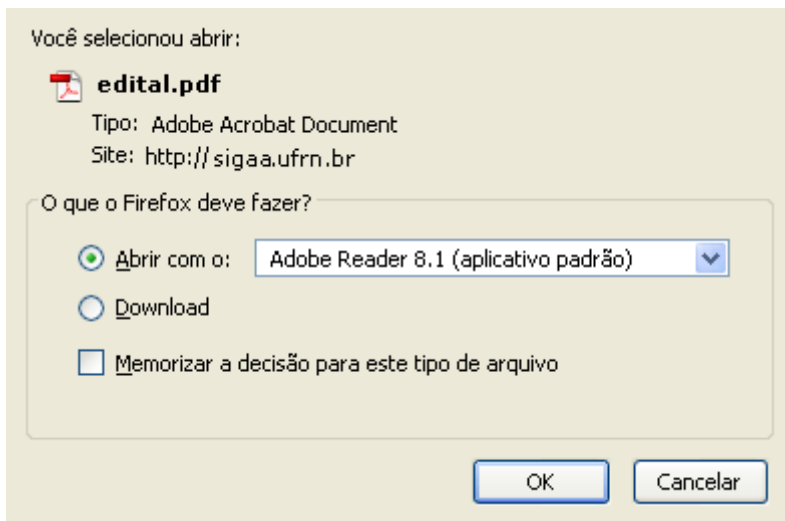 Você selecionou abrir:
edital.pdf
Tipo: Adobe Acrobat Document
Site: http://sigaa.ufrn.br
O que o Firefox deve fazer?
Abrir com o: Adobe Reader 8.1 (aplicativo padrão)
Download
Memorizar a decisão para este tipo de arquivo
OK Cancelar